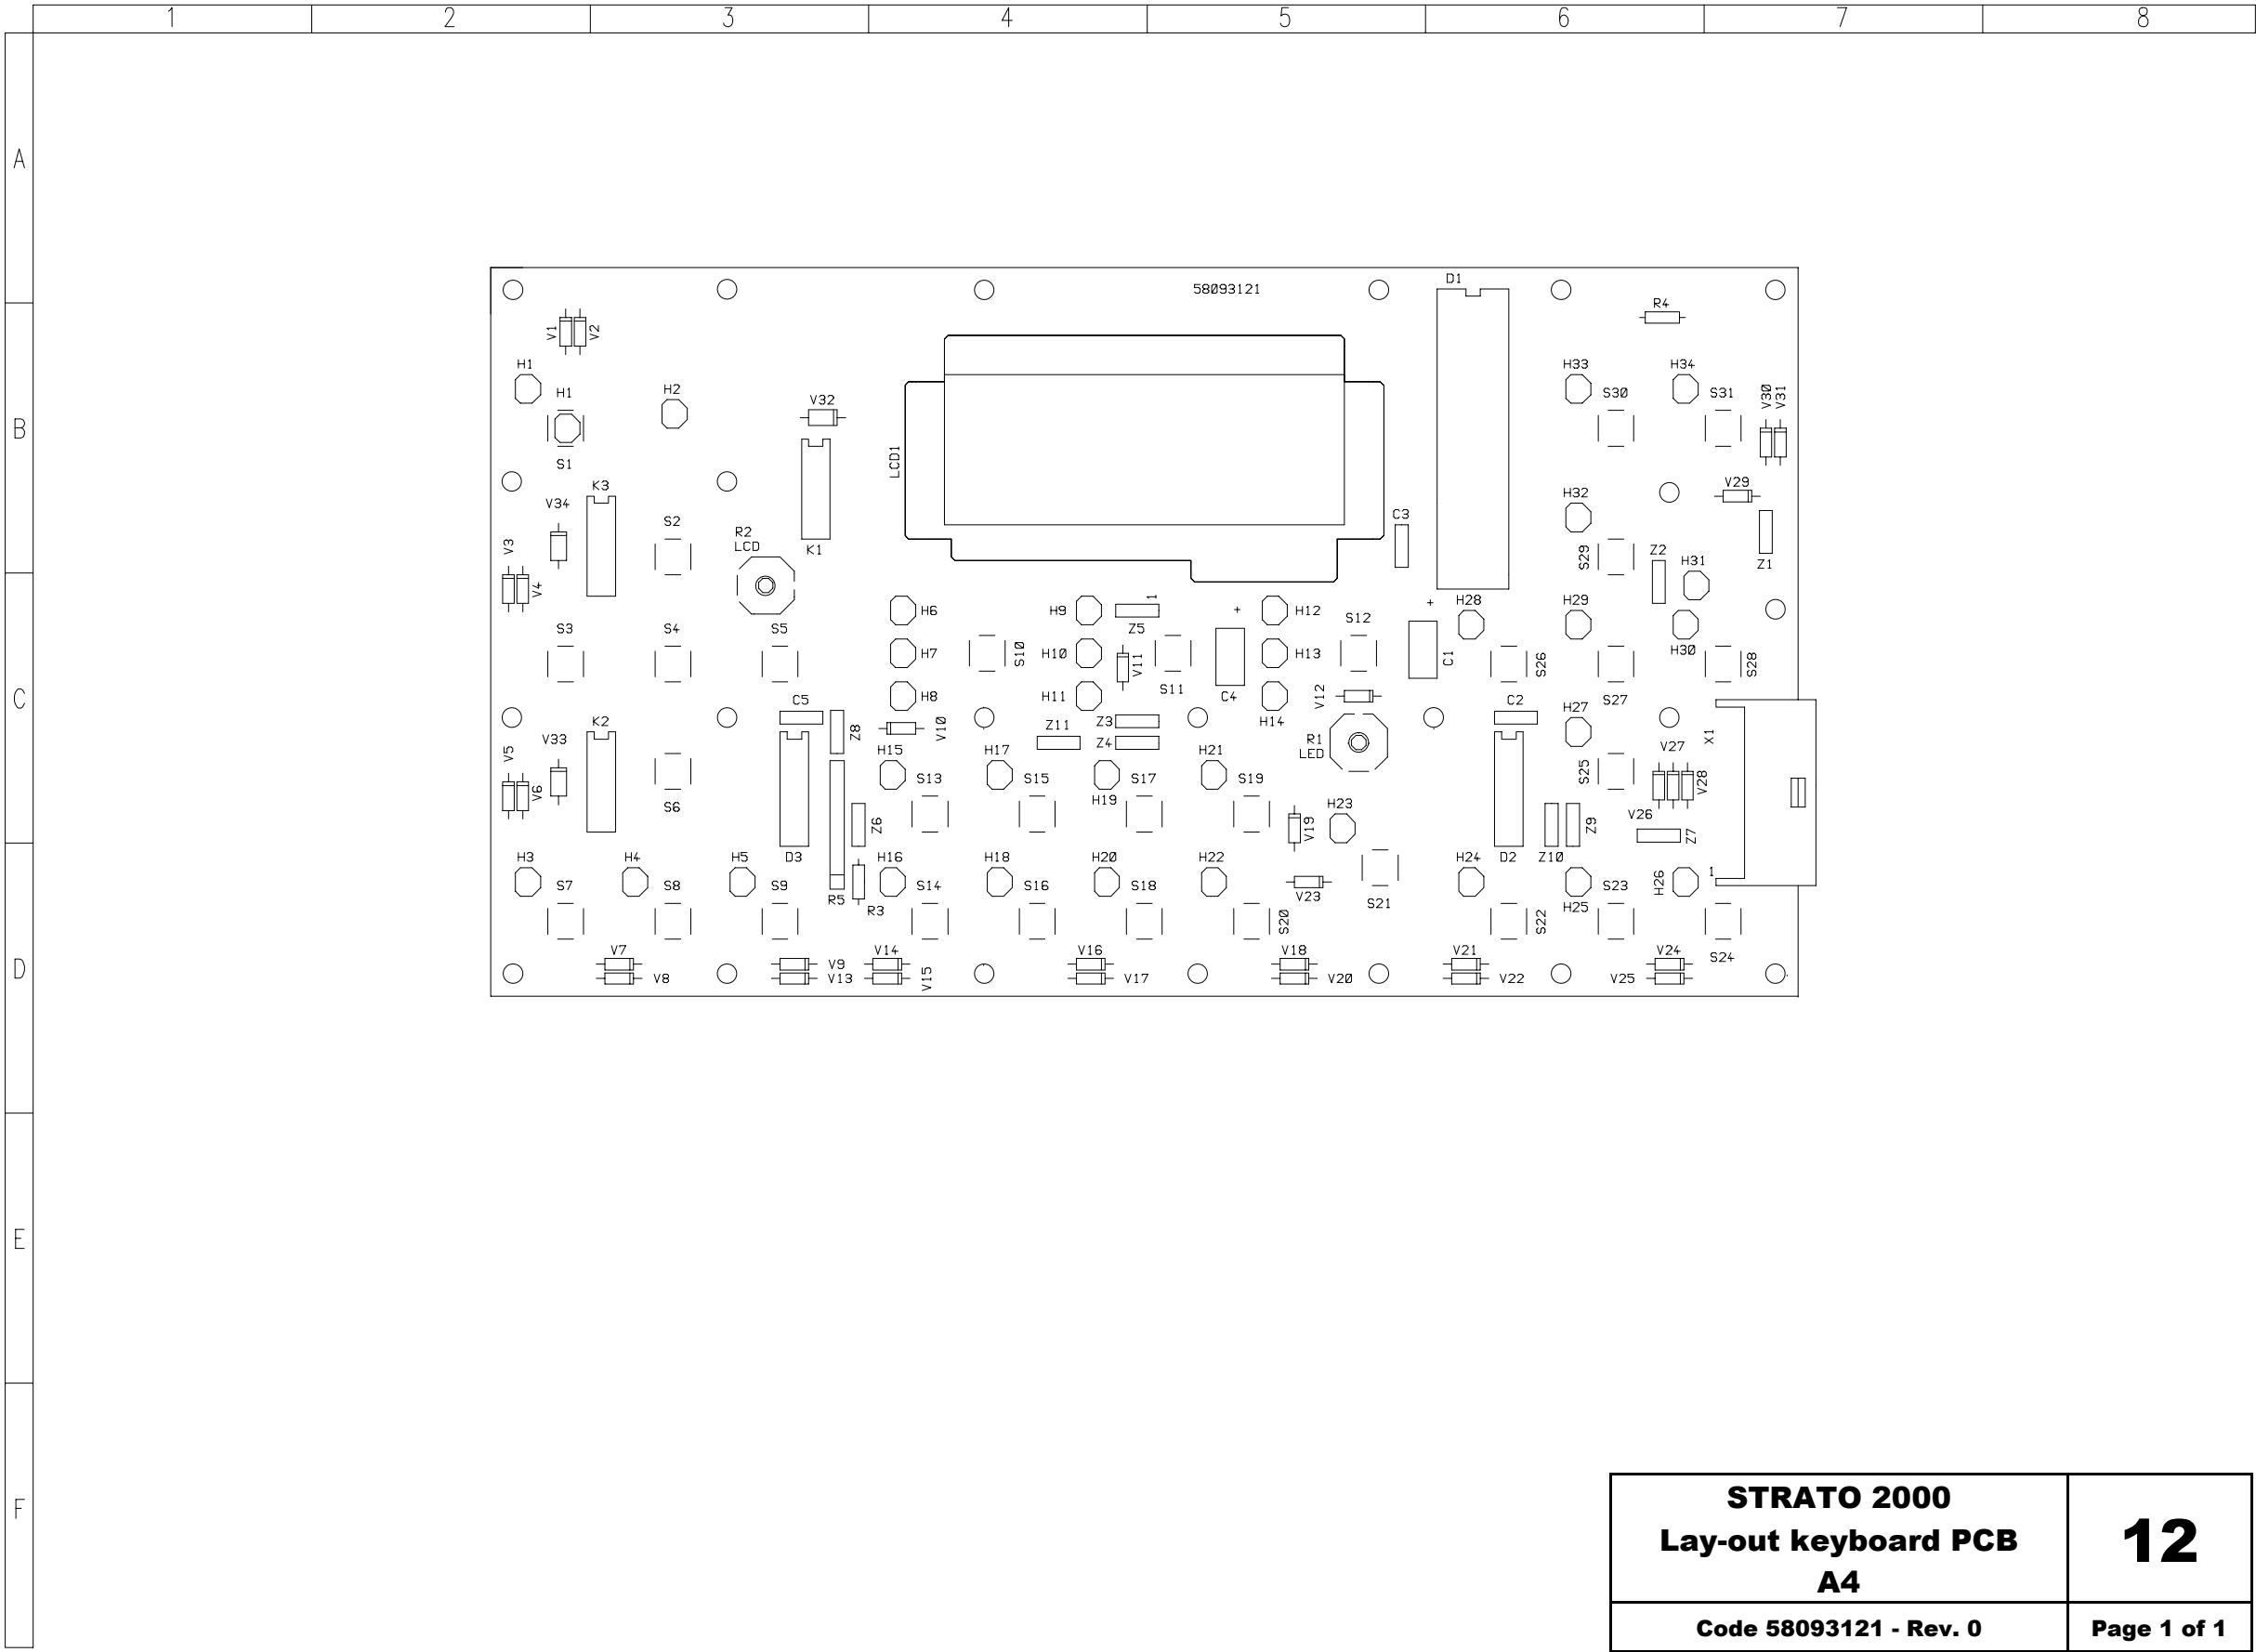 1 2 3 4 5 6 7 8
A
B
C
D
E
F
58093121
D1
R4
V1
V2
H1
H1
S1
H2
V32
LCD1
H33
S30
H34
S31
V30
V31
V34
K3
S2
R2
LCD
K1
C3
H32
S29
Z2
H31
V29
Z1
V3
V4
S3
S4
S5
H6
H7
H8
S10
H9
H10
H11
1
Z5
V11
S11
+
C4
H12
H13
H14
S12
V12
+
C1
H28
S26
H29
S27
H30
S28
V5
V6
V33
K2
S6
C5
Z8
V10
Z11
Z3
Z4
R1
LED
C2
H27
S25
V27
V28
V26
X1
D3
Z6
H15
S13
H17
S15
H19
S17
H21
S19
V19
H23
D2
Z10
Z9
Z7
H3
S7
H4
S8
H5
S9
R5
R3
H16
S14
H18
S16
H20
S18
H22
S20
V23
S21
H24
S22
H25
S23
H26
1
S24
V7
V8
V9
V13
V14
V15
V16
V17
V18
V20
V21
V22
V24
V25
STRATO 2000
Lay-out keyboard PCB
A4
12
Code 58093121 - Rev. 0
Page 1 of 1